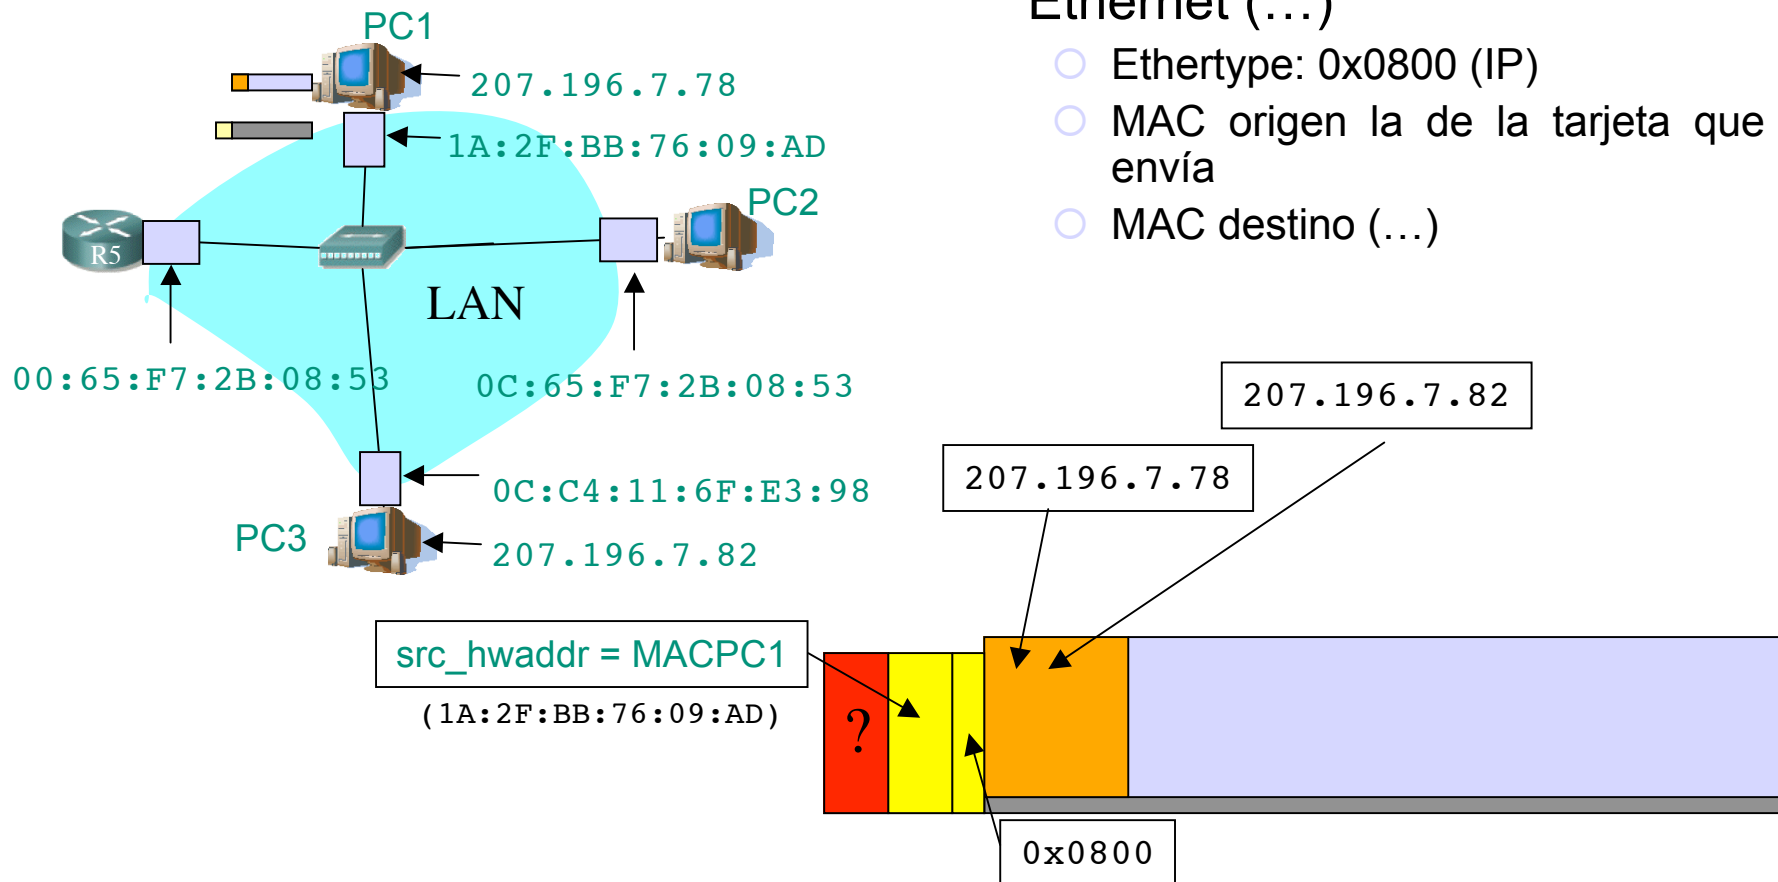 Ethernet (…)
Ethertype: 0x0800 (IP)
MAC origen la de la tarjeta que
envía
MAC destino (…)
PC1
207.196.7.78
1A:2F:BB:76:09:AD
PC2
R5
LAN
00:65:F7:2B:08:53
0C:65:F7:2B:08:53
0C:C4:11:6F:E3:98
PC3
207.196.7.82
207.196.7.82
207.196.7.78
src_hwaddr = MACPC1
(1A:2F:BB:76:09:AD)
?
0x0800